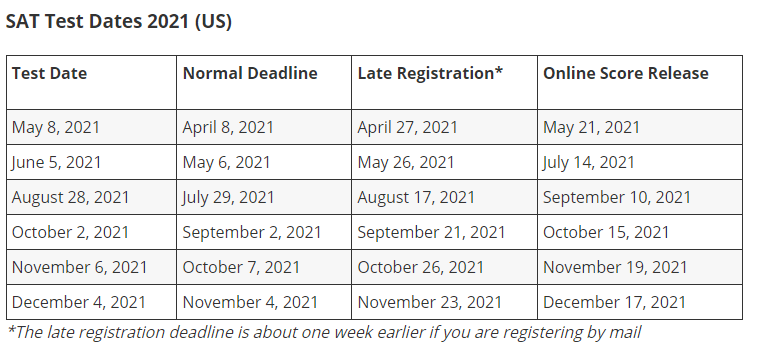 SAT Test Dates 2021 (US)
Test Date Normal Deadline Late Registration* Online Score Release
May 8, 2021 April 8, 2021 April 27, 2021 May 21, 2021
June 5, 2021 May 6, 2021 May 26, 2021 July 14, 2021
August 28, 2021 July 29, 2021 August 17, 2021 September 10, 2021
October 2, 2021 September 2, 2021 September 21, 2021 October 15, 2021
November 6, 2021 October 7, 2021 October 26, 2021 November 19, 2021
December 4, 2021 November 4, 2021 November 23, 2021 December 17, 2021
*The late registration deadline is about one week earlier if you are registering by mail